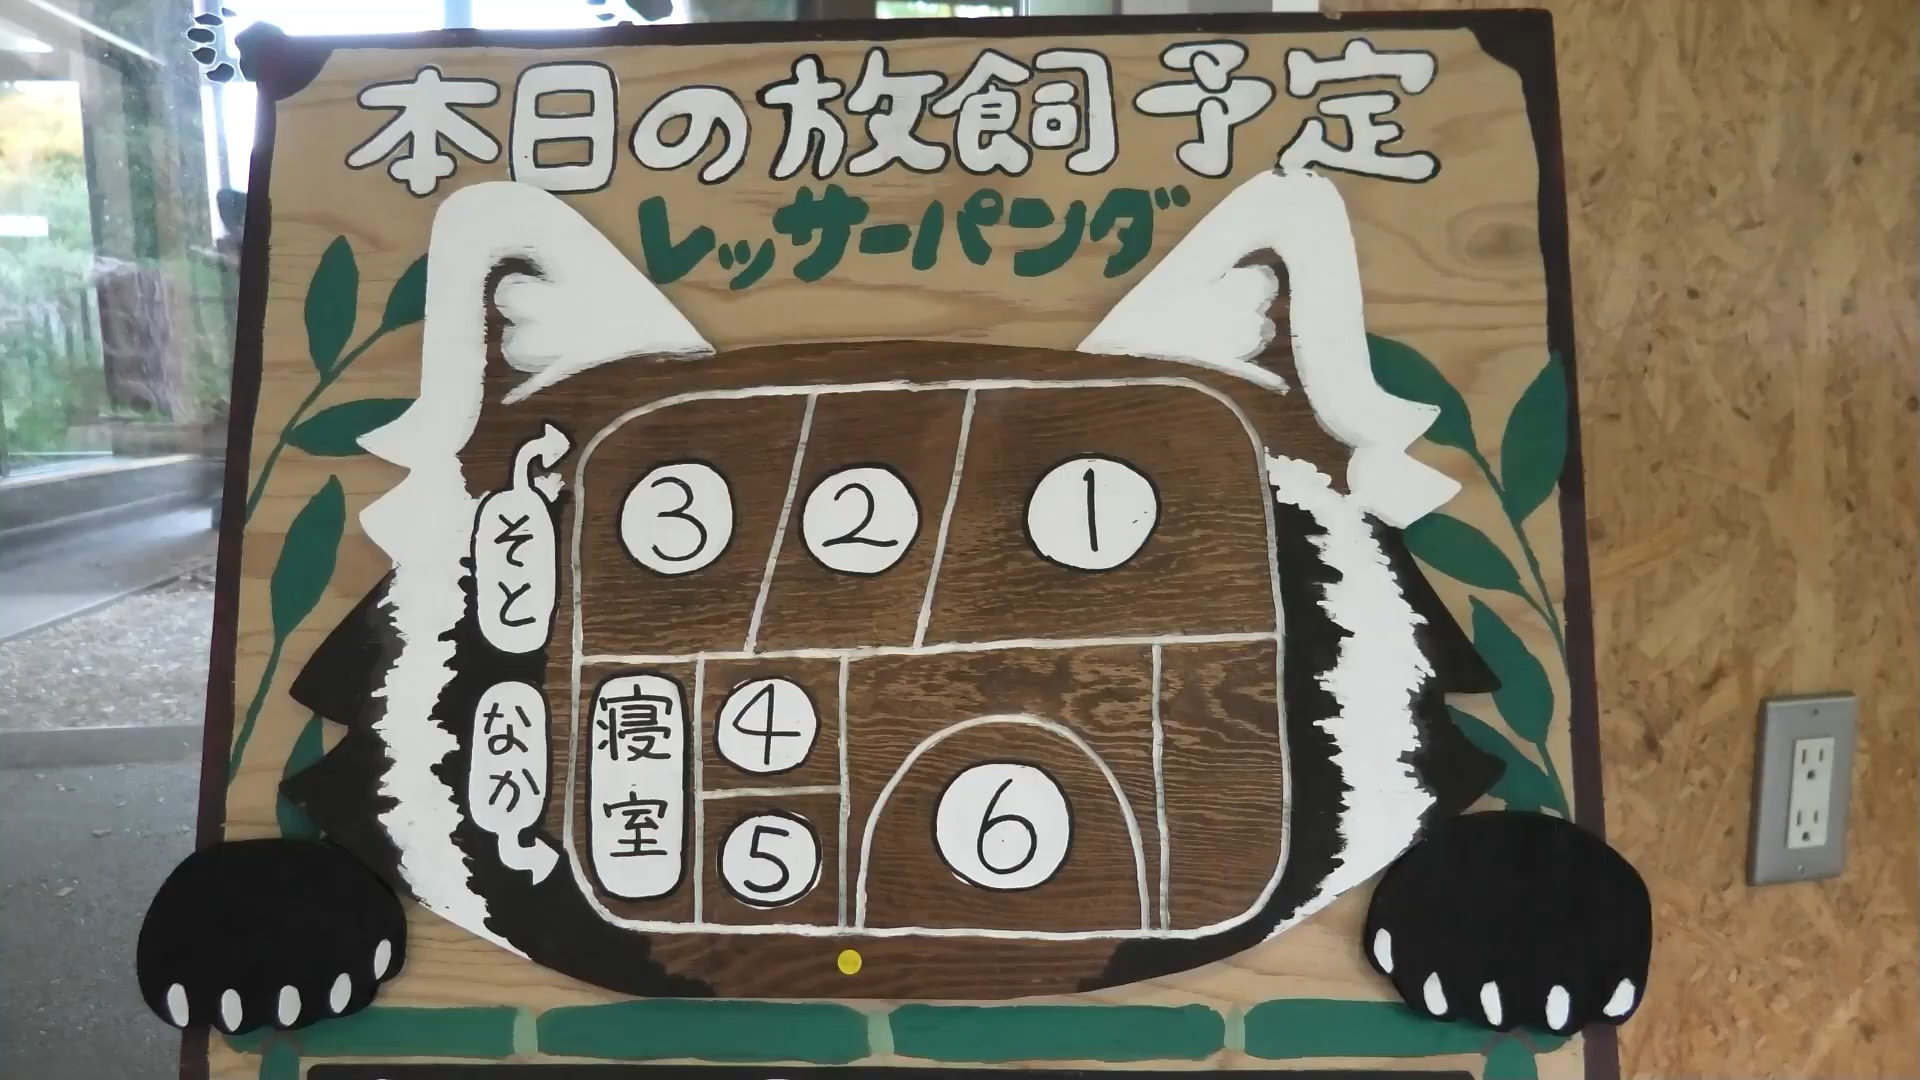 本日の放飼予定
レッサーパンダ
そと
③
②
①
なか
寝室
④
⑤
⑥